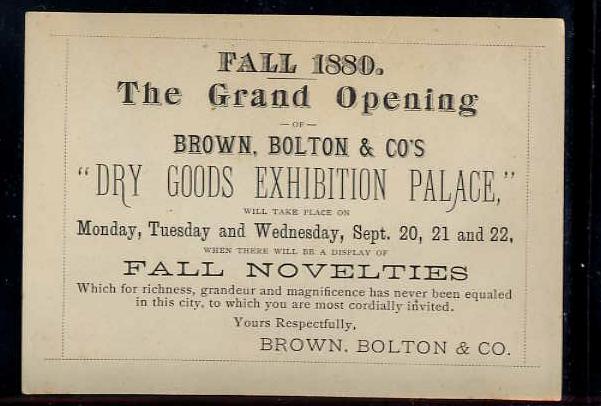 FALL 1880.
The Grand Opening
— OF —
BROWN, BOLTON & CO'S
"DRY GOODS EXHIBITION PALACE,"
WILL TAKE PLACE ON
Monday, Tuesday and Wednesday, Sept. 20, 21 and 22,
WHEN THERE WILL BE A DISPLAY OF
FALL NOVELTIES
Which for richness, grandeur and magnificence has never been equaled
in this city, to which you are most cordially invited.
Yours Respectfully,
BROWN, BOLTON & CO.